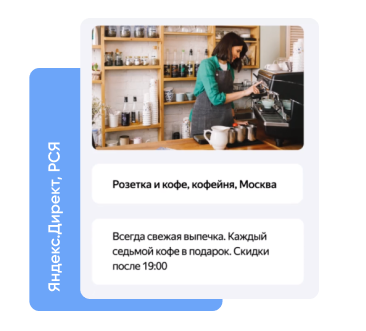 Яндекс.Директ, РСЯ
Розетка и кофе, кофейня, Москва
Всегда свежая выпечка. Каждый
седьмой кофе в подарок. Скидки
после 19:00